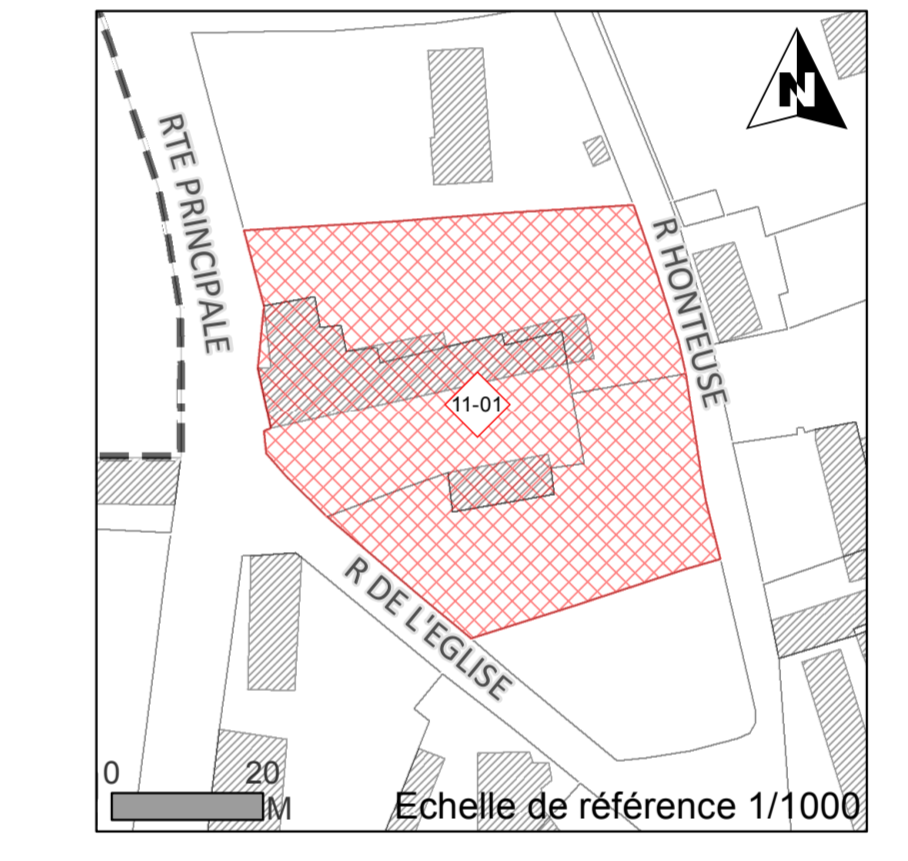 N
RTE PRINCIPALE
R HONTEUSE
11-01
R DE L'EGLISE
0 20
M
Echelle de référence 1/1000